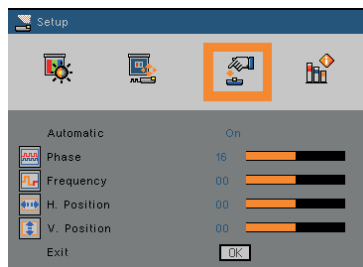 Setup
Automatic On
Phase 16
Frequency 00
H. Position 00
V. Position 00
Exit OK